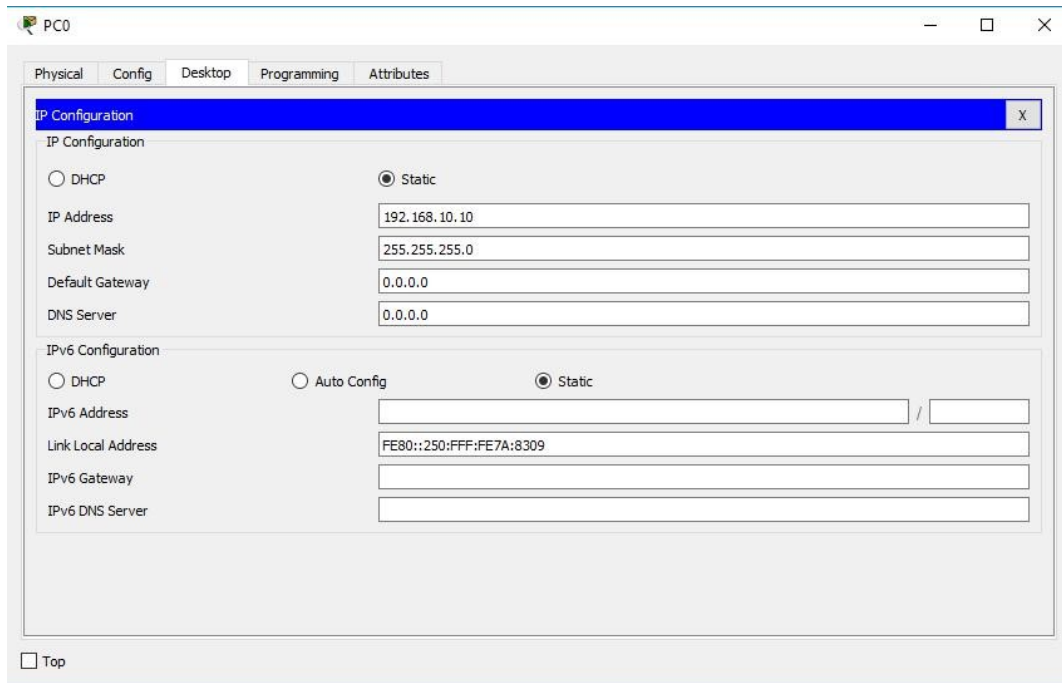 PC0
Physical Config Desktop Programming Attributes
IP Configuration X
IP Configuration
DHCP Static
IP Address 192.168.10.10
Subnet Mask 255.255.255.0
Default Gateway 0.0.0.0
DNS Server 0.0.0.0
IPv6 Configuration
DHCP Auto Config Static
IPv6 Address /
Link Local Address FE80::250:FFF:FE7A:8309
IPv6 Gateway
IPv6 DNS Server
Top